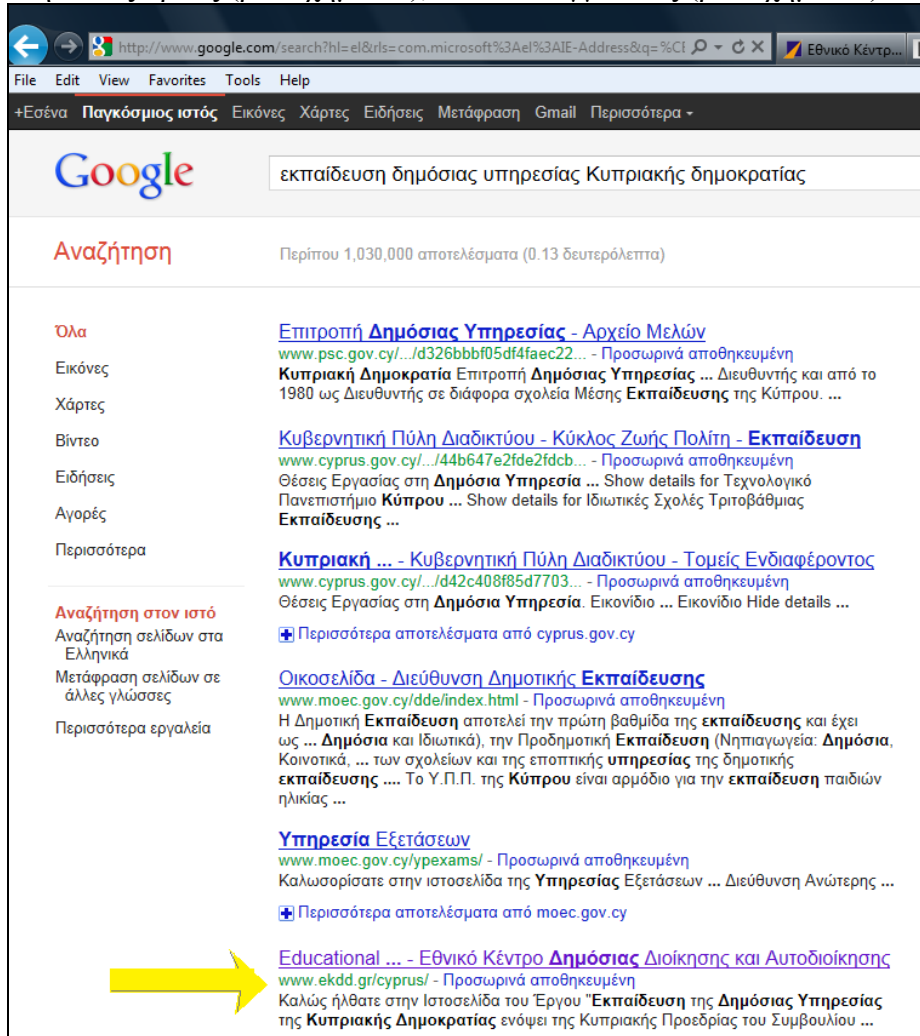 http://www.google.com/search?hl=el&rls=com.microsoft%3Ael%3AIE-Address&q=%CE
Εθνικό Κέντρ...
File Edit View Favorites Tools Help
+Εσένα Παγκόσμιος ιστός Εικόνες Χάρτες Ειδήσεις Μετάφραση Gmail Περισσότερα
Google
εκπαίδευση δημόσιας υπηρεσίας Κυπριακής δημοκρατίας
Αναζήτηση
Περίπου 1,030,000 αποτελέσματα (0.13 δευτερόλεπτα)
Όλα
Εικόνες
Χάρτες
Βίντεο
Ειδήσεις
Αγορές
Περισσότερα
Αναζήτηση στον ιστό
Αναζήτηση σελίδων στα
Ελληνικά
Μετάφραση σελίδων σε
άλλες γλώσσες
Περισσότερα εργαλεία
Επιτροπή Δημόσιας Υπηρεσίας - Αρχείο Μελών
www.psc.gov.cy/.../d326bbbf05df4faec22... - Προσωρινά αποθηκευμένη
Κυπριακή Δημοκρατία Επιτροπή Δημόσιας Υπηρεσίας ... Διευθυντής και από το
1980 ως Διευθυντής σε διάφορα σχολεία Μέσης Εκπαίδευσης της Κύπρου. ...
Κυβερνητική Πύλη Διαδικτύου - Κύκλος Ζωής Πολίτη - Εκπαίδευση
www.cyprus.gov.cy/.../44b647e2fde2fdcb... - Προσωρινά αποθηκευμένη
Θέσεις Εργασίας στη Δημόσια Υπηρεσία ... Show details for Τεχνολογικό
Πανεπιστήμιο Κύπρου ... Show details for Ιδιωτικές Σχολές Τριτοβάθμιας
Εκπαίδευσης ...
Κυπριακή ... - Κυβερνητική Πύλη Διαδικτύου - Τομείς Ενδιαφέροντος
www.cyprus.gov.cy/.../d42c408f85d7703... - Προσωρινά αποθηκευμένη
Θέσεις Εργασίας στη Δημόσια Υπηρεσία. Εικονίδιο ... Εικονίδιο Hide details ...
Περισσότερα αποτελέσματα από cyprus.gov.cy
Οικοσελίδα - Διεύθυνση Δημοτικής Εκπαίδευσης
www.moec.gov.cy/dde/index.html - Προσωρινά αποθηκευμένη
Η Δημοτική Εκπαίδευση αποτελεί την πρώτη βαθμίδα της εκπαίδευσης και έχει
ως ... Δημόσια και Ιδιωτικά), την Προδημοτική Εκπαίδευση (Νηπιαγωγεία: Δημόσια,
Κοινοτικά, ... των σχολείων και της εποπτικής υπηρεσίας της δημοτικής
εκπαίδευσης .... Το Υ.Π.Π. της Κύπρου είναι αρμόδιο για την εκπαίδευση παιδιών
ηλικίας ...
Υπηρεσία Εξετάσεων
www.moec.gov.cy/ypexams/ - Προσωρινά αποθηκευμένη
Καλωσορίσατε στην ιστοσελίδα της Υπηρεσίας Εξετάσεων ... Διεύθυνση Ανώτερης ...
Περισσότερα αποτελέσματα από moec.gov.cy
Educational ... - Εθνικό Κέντρο Δημόσιας Διοίκησης και Αυτοδιοίκησης
www.ekdd.gr/cyprus/ - Προσωρινά αποθηκευμένη
Καλώς ήλθατε στην Ιστοσελίδα του Έργου "Εκπαίδευση της Δημόσιας Υπηρεσίας
της Κυπριακής Δημοκρατίας ενόψει της Κυπριακής Προεδρίας του Συμβουλίου ...